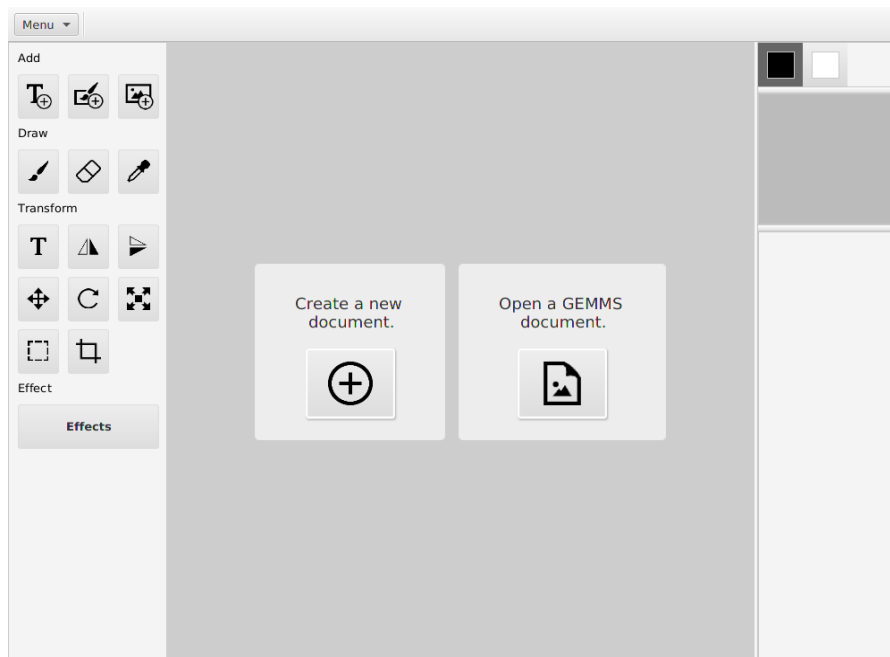 Menu
Add
Draw
Transform
Effect
Effects
Create a new
document.
Open a GEMMS
document.